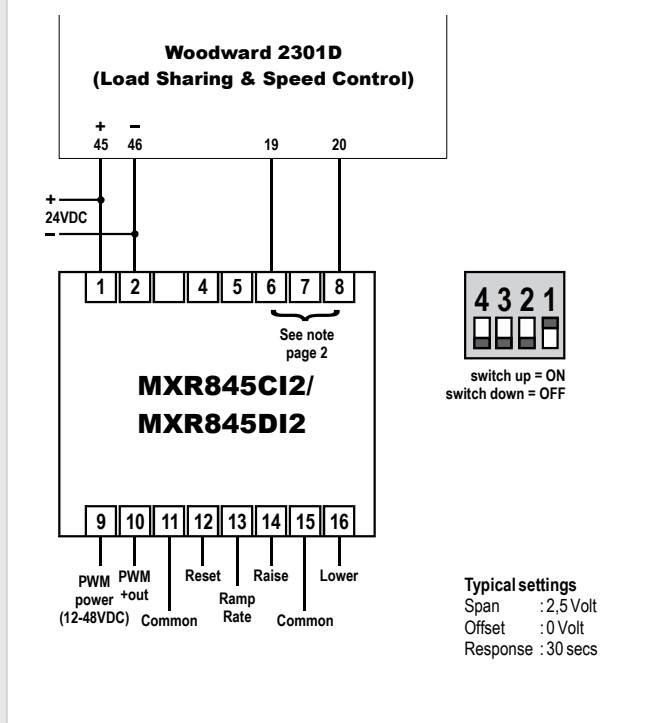 Woodward 2301D
(Load Sharing & Speed Control)
+ –
45 46 19 20
+
24VDC
–
1 2 4 5 6 7 8
See note
page 2
4 3 2 1
switch up = ON
switch down = OFF
MXR845CI2/
MXR845DI2
9 10 11 12 13 14 15 16
PWM
power
(12-48VDC)
PWM
+out
Common
Reset
Ramp
Rate
Raise
Common
Lower
Typical settings
Span : 2,5 Volt
Offset : 0 Volt
Response : 30 secs